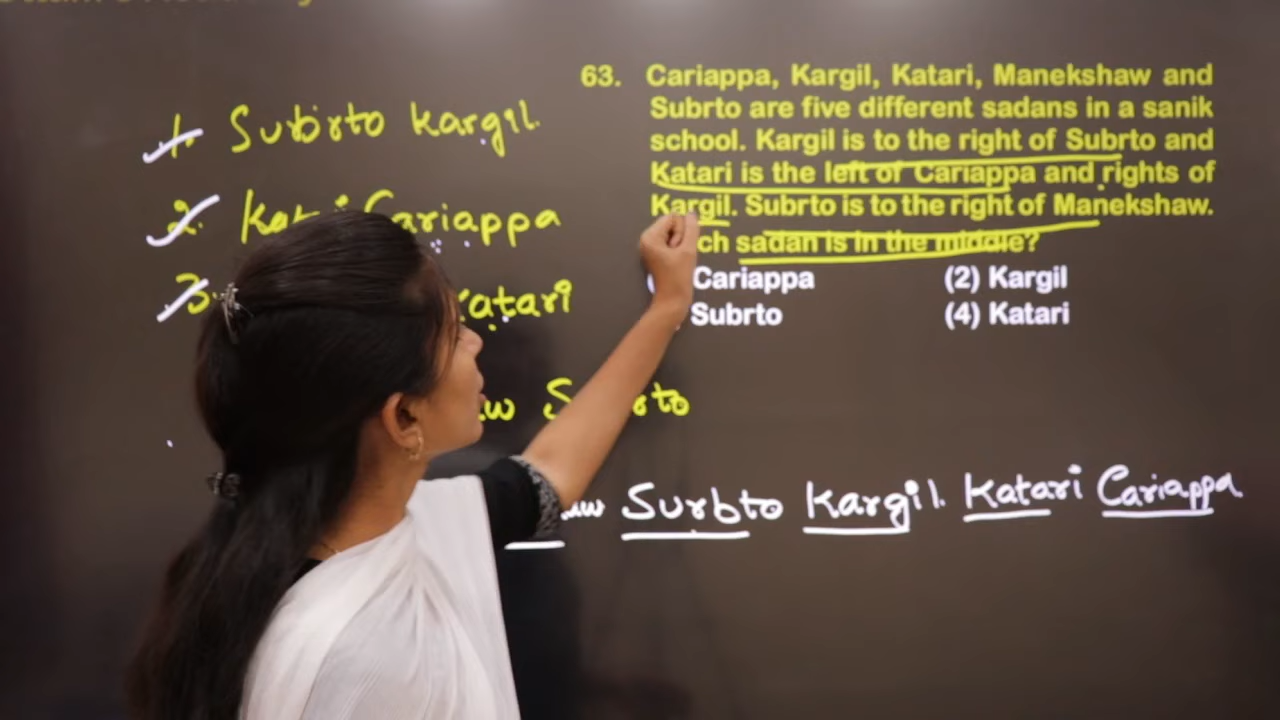 63. Cariappa, Kargil, Katari, Manekshaw and
Subrto are five different sadans in a sanik
school. Kargil is to the right of Subrto and
Katari is the left of Cariappa and rights of
Kargil. Subrto is to the right of Manekshaw.
sadan is in the middle?
Cariappa (2) Kargil
Subrto (4) Katari
1. Subrto Kargil.
2. Cariappa
3. Katari
Surbto Kargil. Katari Cariappa